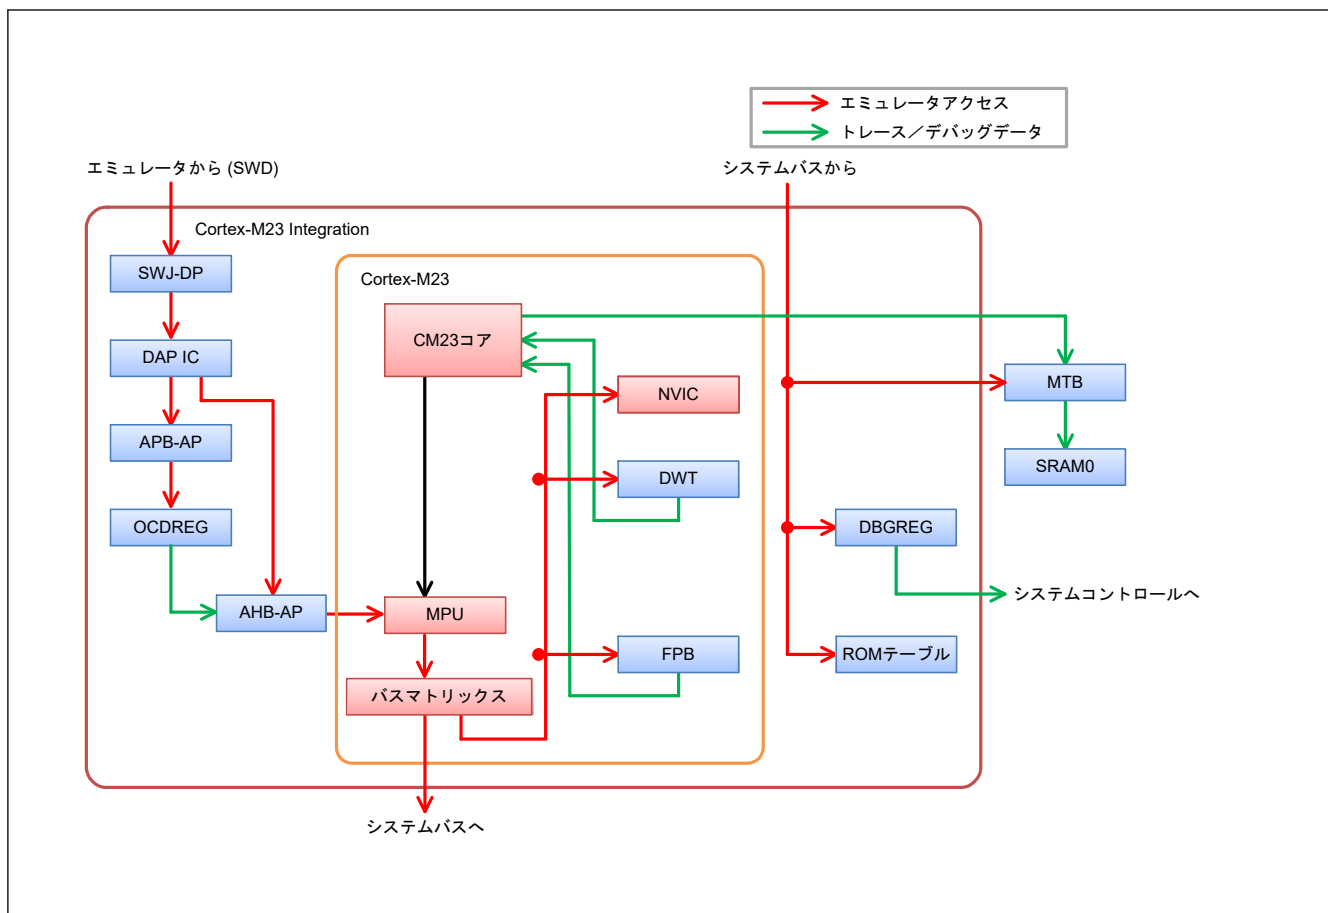 エミュレータアクセス
トレース／デバッグデータ
エミュレータから (SWD)
システムバスから
Cortex-M23 Integration
SWJ-DP
Cortex-M23
CM23コア
DAP IC
MTB
NVIC
APB-AP
DWT
SRAM0
OCDREG
DBGREG
システムコントロールへ
AHB-AP
MPU
FPB
ROMテーブル
バスマトリックス
システムバスへ